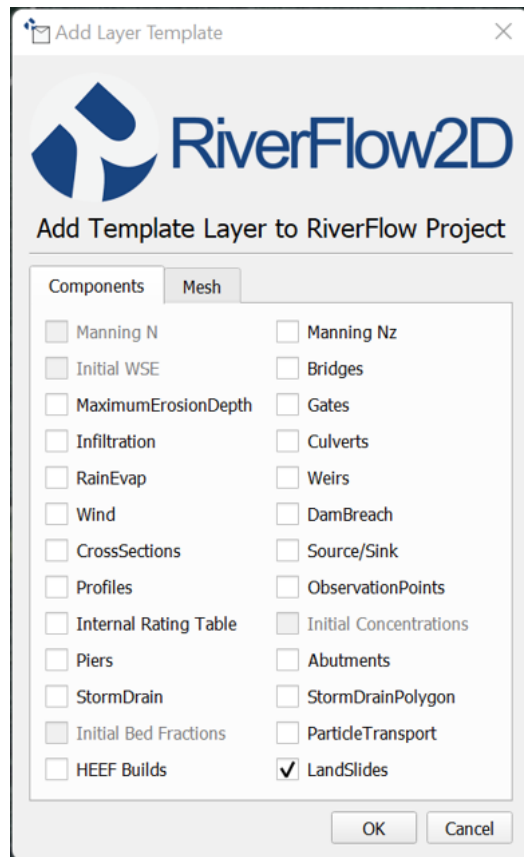 Add Layer Template
RiverFlow2D
Add Template Layer to RiverFlow Project
Components Mesh
Manning N Manning Nz
Initial WSE Bridges
MaximumErosionDepth Gates
Infiltration Culverts
RainEvap Weirs
Wind DamBreach
CrossSections Source/Sink
Profiles ObservationPoints
Internal Rating Table Initial Concentrations
Piers Abutments
StormDrain StormDrainPolygon
Initial Bed Fractions ParticleTransport
HEEF Builds LandSlides
OK Cancel